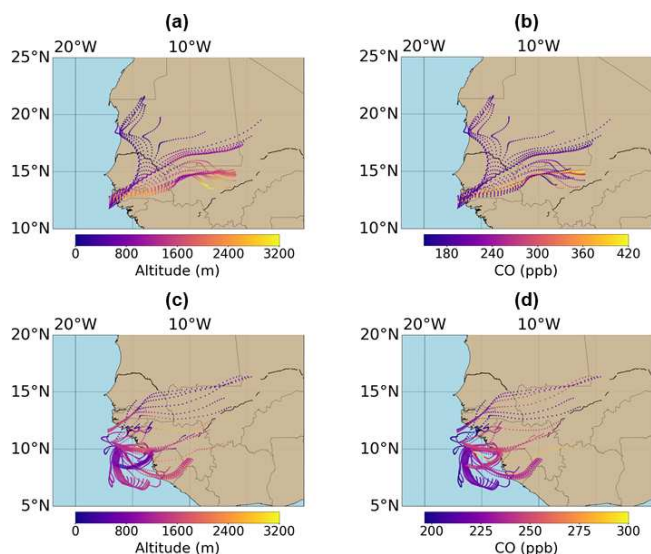 (a) (b)
20°W 10°W 20°W 10°W
25°N 25°N
20°N 20°N
15°N 15°N
10°N 10°N
0 800 1600 2400 3200 180 240 300 360 420
Altitude (m) CO (ppb)
(c) (d)
20°W 10°W 20°W 10°W
20°N 20°N
15°N 15°N
10°N 10°N
5°N 5°N
0 800 1600 2400 3200 200 225 250 275 300
Altitude (m) CO (ppb)